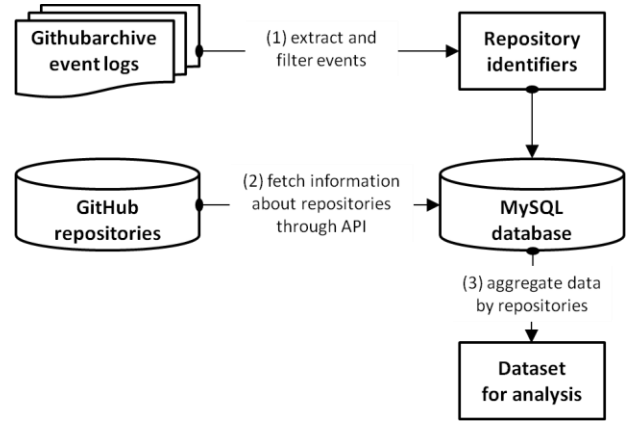 Githubarchive
event logs
(1) extract and
filter events
Repository
identifiers
GitHub
repositories
(2) fetch information
about repositories
through API
MySQL
database
(3) aggregate data
by repositories
Dataset
for analysis